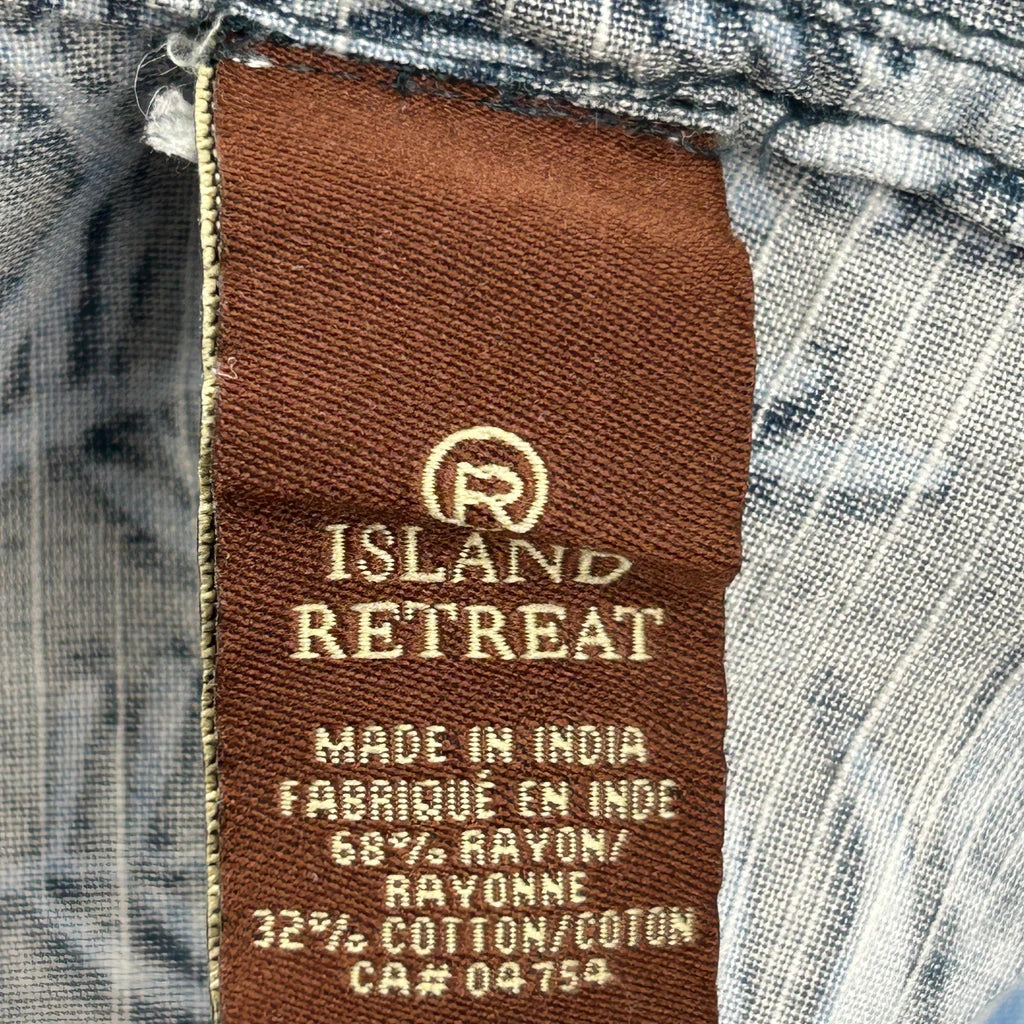 R
ISLAND
RETREAT
MADE IN INDIA
FABRIQUÉ EN INDE
68% RAYON/
RAYONNE
32% COTTON/COTON
CA# 04754